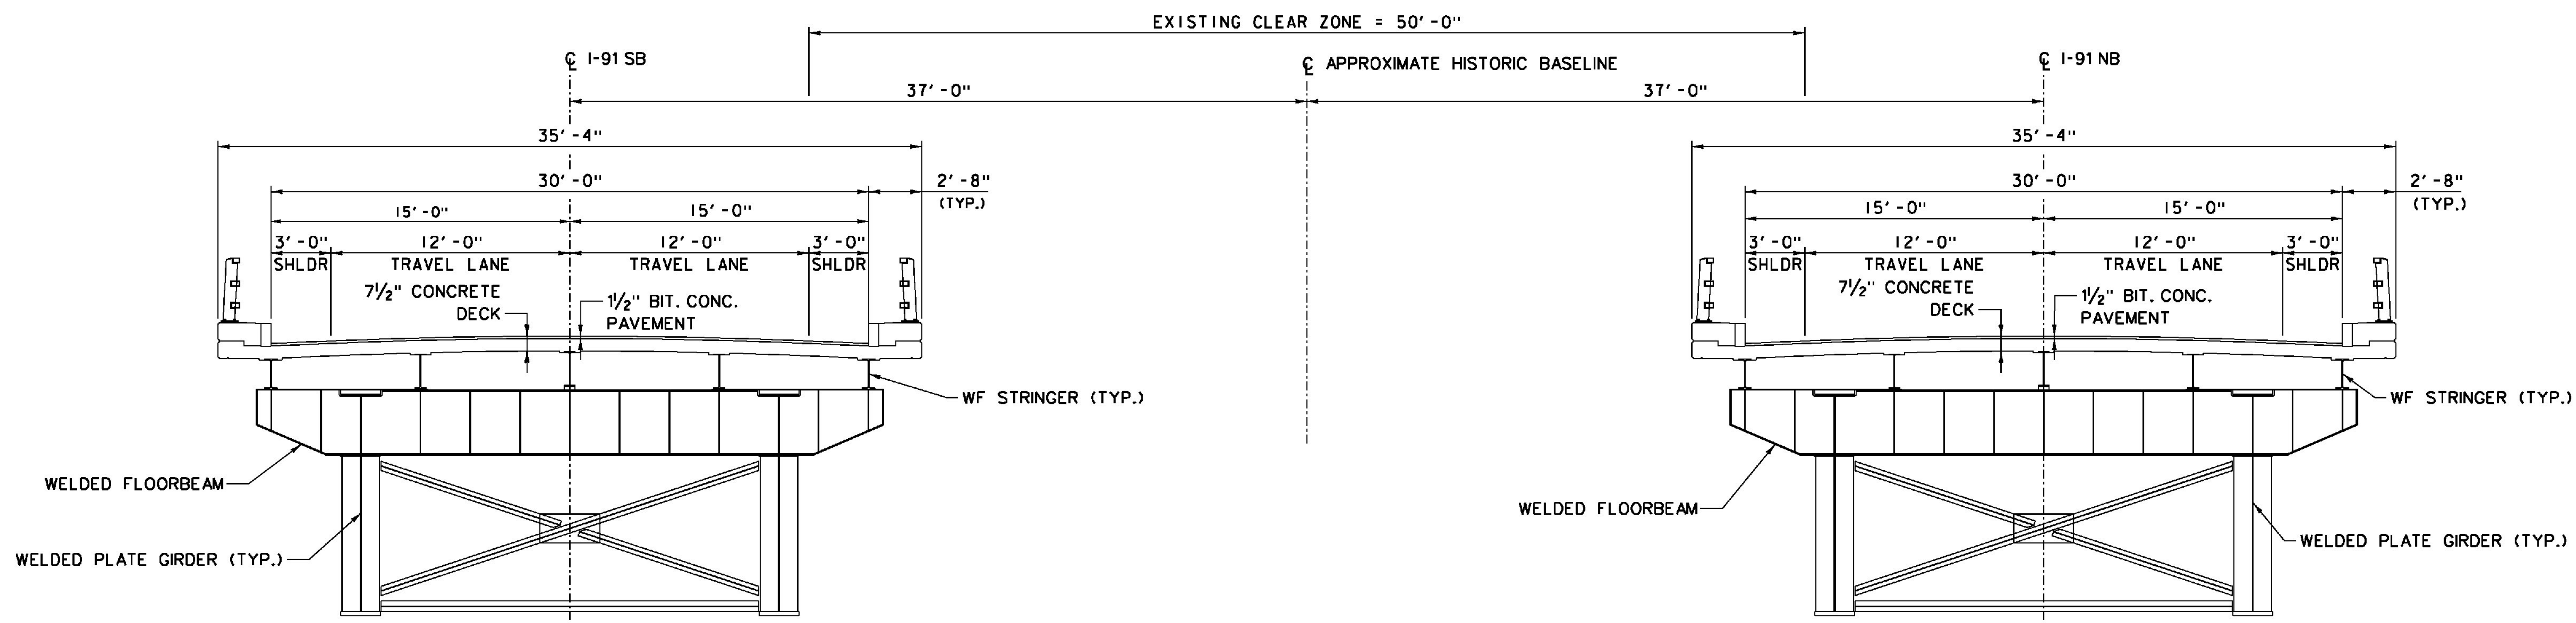 EXISTING CLEAR ZONE = 50'-0"
℄ I-91 SB
℄ APPROXIMATE HISTORIC BASELINE
℄ I-91 NB
37'-0"
37'-0"
35'-4"
35'-4"
30'-0"
2'-8"
(TYP.)
30'-0"
2'-8"
(TYP.)
15'-0"
15'-0"
15'-0"
15'-0"
3'-0"
SHLDR
12'-0"
TRAVEL LANE
12'-0"
TRAVEL LANE
3'-0"
SHLDR
3'-0"
SHLDR
12'-0"
TRAVEL LANE
12'-0"
TRAVEL LANE
3'-0"
SHLDR
7½" CONCRETE
DECK
1½" BIT. CONC.
PAVEMENT
7½" CONCRETE
DECK
1½" BIT. CONC.
PAVEMENT
WF STRINGER (TYP.)
WF STRINGER (TYP.)
WELDED FLOORBEAM
WELDED FLOORBEAM
WELDED PLATE GIRDER (TYP.)
WELDED PLATE GIRDER (TYP.)